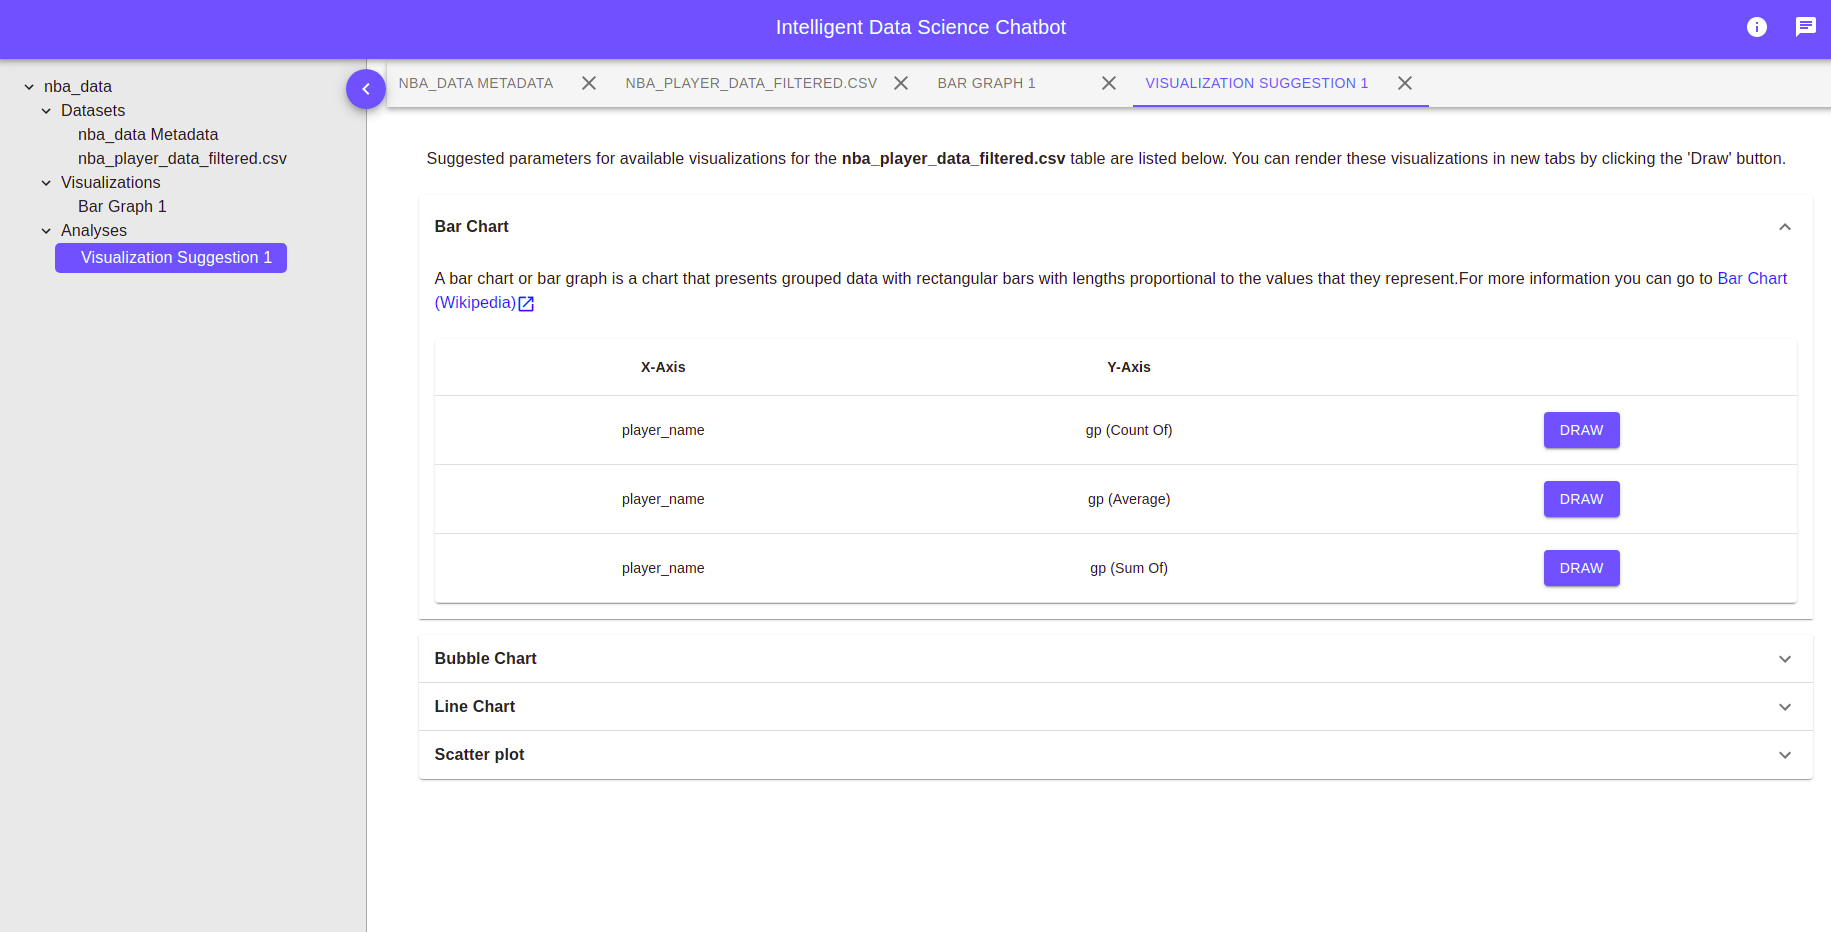 Intelligent Data Science Chatbot
nba_data
Datasets
nba_data Metadata
nba_player_data_filtered.csv
Visualizations
Bar Graph 1
Analyses
Visualization Suggestion 1
NBA_DATA METADATA
NBA_PLAYER_DATA_FILTERED.CSV
BAR GRAPH 1
VISUALIZATION SUGGESTION 1
Suggested parameters for available visualizations for the nba_player_data_filtered.csv table are listed below. You can render these visualizations in new tabs by clicking the 'Draw' button.
Bar Chart
A bar chart or bar graph is a chart that presents grouped data with rectangular bars with lengths proportional to the values that they represent.For more information you can go to Bar Chart
(Wikipedia)
X-Axis Y-Axis
player_name gp (Count Of) DRAW
player_name gp (Average) DRAW
player_name gp (Sum Of) DRAW
Bubble Chart
Line Chart
Scatter plot